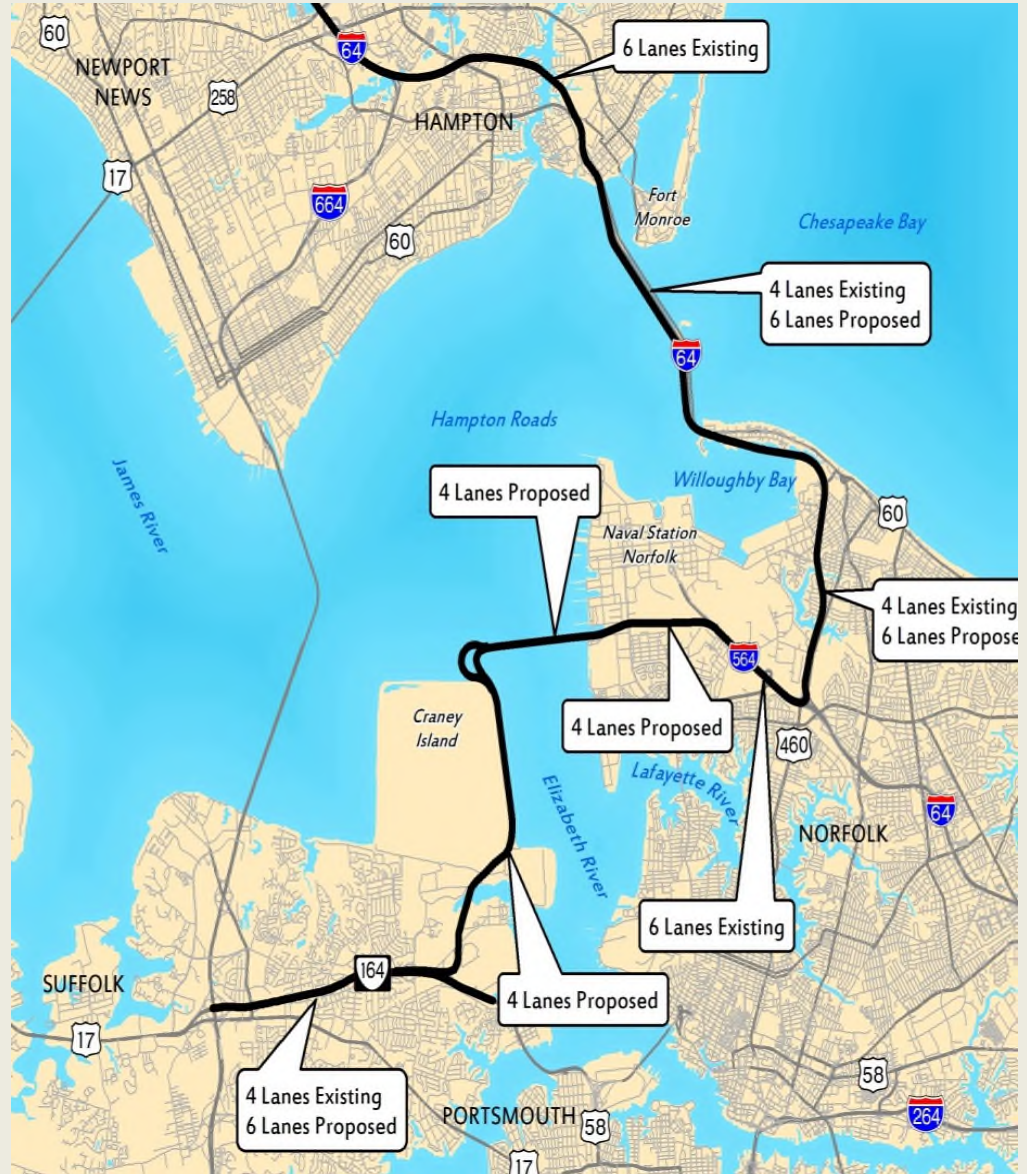 60
64
6 Lanes Existing
NEWPORT
NEWS
258
HAMPTON
17
664
Fort
Monroe
60
Chesapeake Bay
4 Lanes Existing
6 Lanes Proposed
64
Hampton Roads
James River
4 Lanes Proposed
Willoughby Bay
60
Naval Station
Norfolk
4 Lanes Existing
6 Lanes Propose
564
Craney
Island
4 Lanes Proposed
460
Elizabeth River
Lafayette River
64
NORFOLK
6 Lanes Existing
164
SUFFOLK
4 Lanes Proposed
17
58
4 Lanes Existing
6 Lanes Proposed
PORTSMOUTH
58
264
17